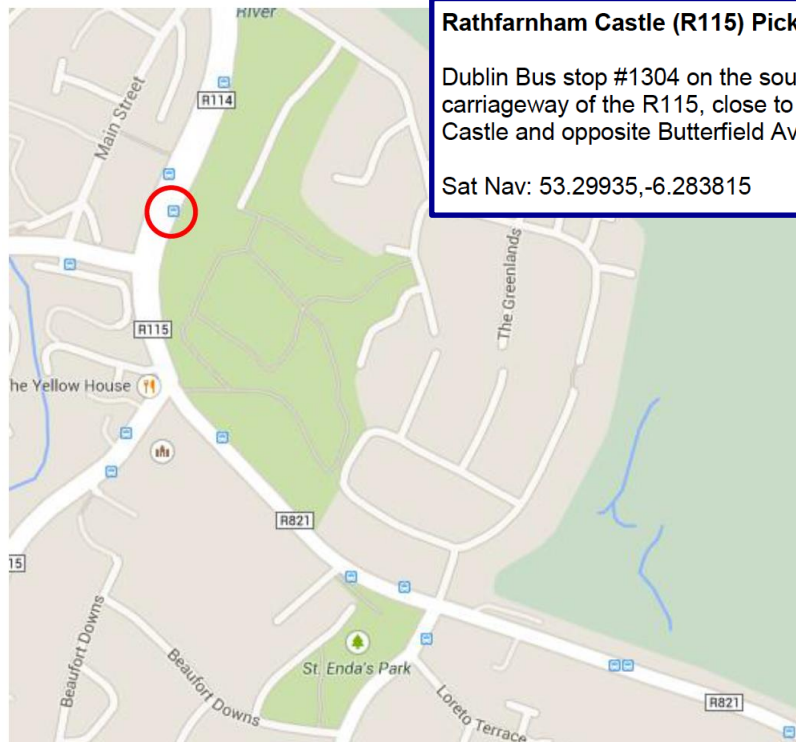 River
Rathfarnham Castle (R115) Pick
Dublin Bus stop #1304 on the sou
carriageway of the R115, close to
Castle and opposite Butterfield Av
Sat Nav: 53.29935,-6.283815
R114
Main Street
The Greenlands
R115
he Yellow House
R821
15
Beaufort Downs
Beaufort Downs
St. Enda's Park
Loreto Terrace
R821